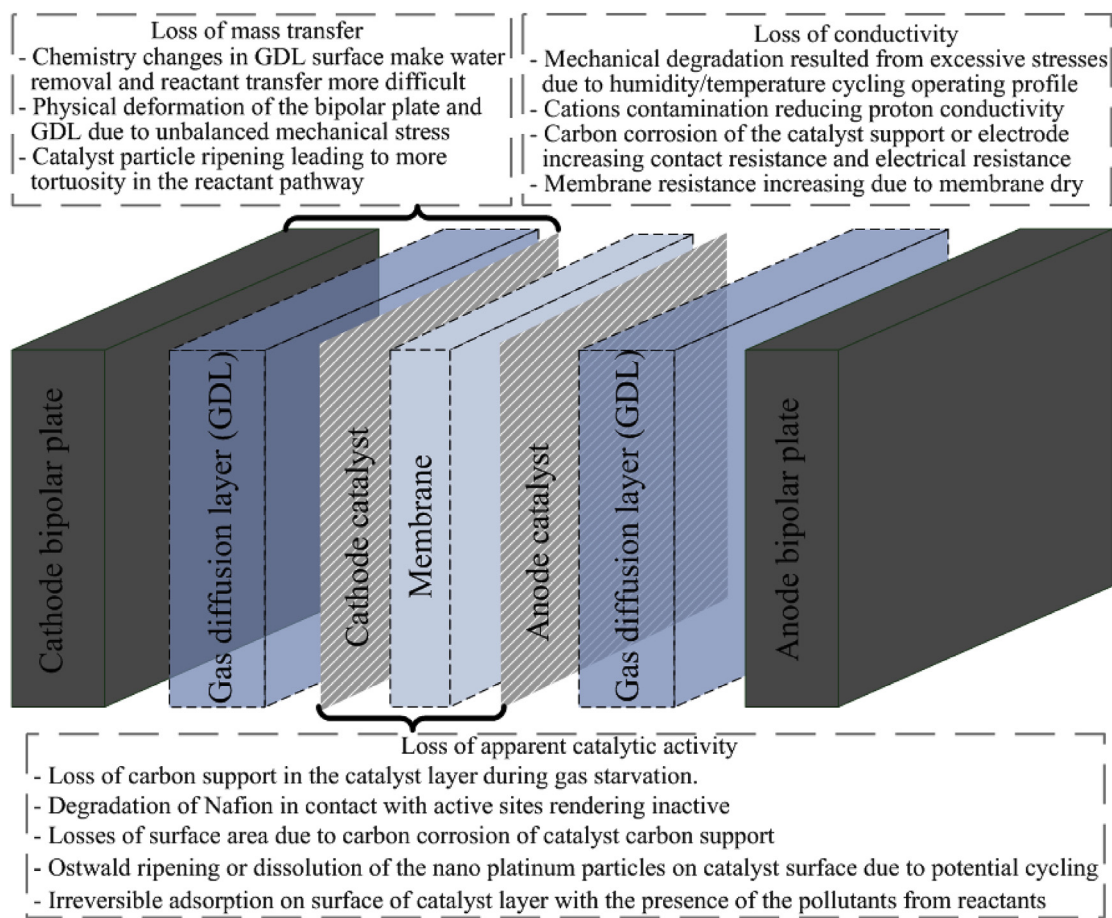 Loss of mass transfer
- Chemistry changes in GDL surface make water
removal and reactant transfer more difficult
- Physical deformation of the bipolar plate and
GDL due to unbalanced mechanical stress
- Catalyst particle ripening leading to more
tortuosity in the reactant pathway
Loss of conductivity
- Mechanical degradation resulted from excessive stresses
due to humidity/temperature cycling operating profile
- Cations contamination reducing proton conductivity
- Carbon corrosion of the catalyst support or electrode
increasing contact resistance and electrical resistance
- Membrane resistance increasing due to membrane dry
Cathode bipolar plate
Gas diffusion layer (GDL)
Cathode catalyst
Membrane
Anode catalyst
Gas diffusion layer (GDL)
Anode bipolar plate
Loss of apparent catalytic activity
- Loss of carbon support in the catalyst layer during gas starvation.
- Degradation of Nafion in contact with active sites rendering inactive
- Losses of surface area due to carbon corrosion of catalyst carbon support
- Ostwald ripening or dissolution of the nano platinum particles on catalyst surface due to potential cycling
- Irreversible adsorption on surface of catalyst layer with the presence of the pollutants from reactants